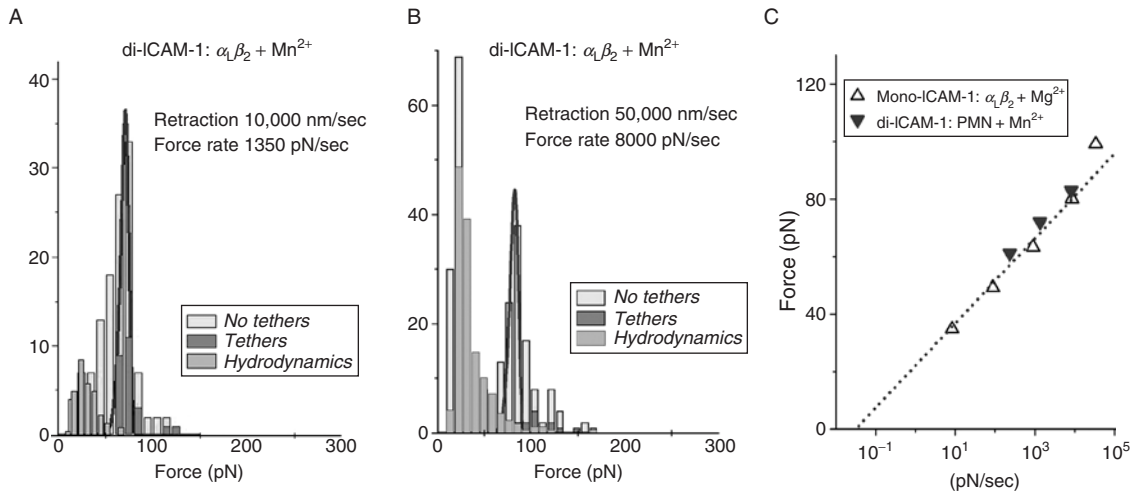 A
di-ICAM-1: αLβ2 + Mn2+
40
30
20
10
0
Retraction 10,000 nm/sec
Force rate 1350 pN/sec
No tethers
Tethers
Hydrodynamics
0 100 200 300
Force (pN)
B
di-ICAM-1: αLβ2 + Mn2+
60
40
20
0
Retraction 50,000 nm/sec
Force rate 8000 pN/sec
No tethers
Tethers
Hydrodynamics
0 100 200 300
Force (pN)
C
120
80
40
0
Force (pN)
Mono-ICAM-1: αLβ2 + Mg2+
di-ICAM-1: PMN + Mn2+
10−1 101 103 105
(pN/sec)